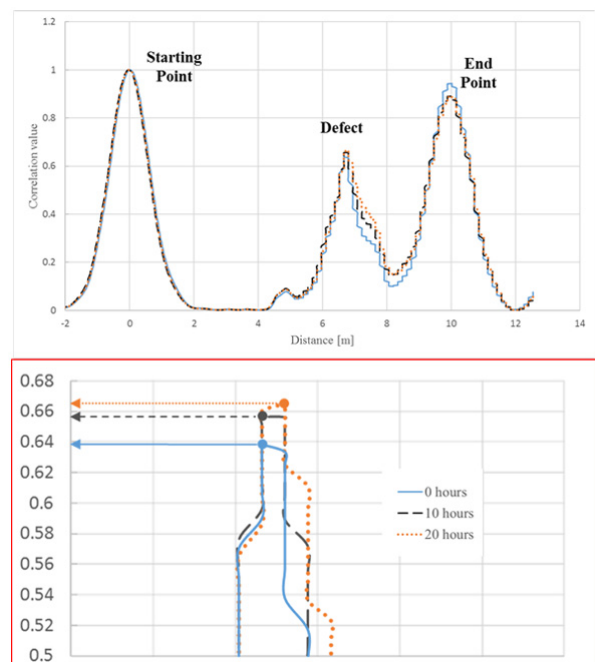 1.2
1
0.8
0.6
0.4
0.2
0
Correlation value
Starting
Point
Defect
End
Point
-2 0 2 4 6 8 10 12 14
Distance [m]
0.68
0.66
0.64
0.62
0.6
0.58
0.56
0.54
0.52
0.5
0 hours
10 hours
20 hours